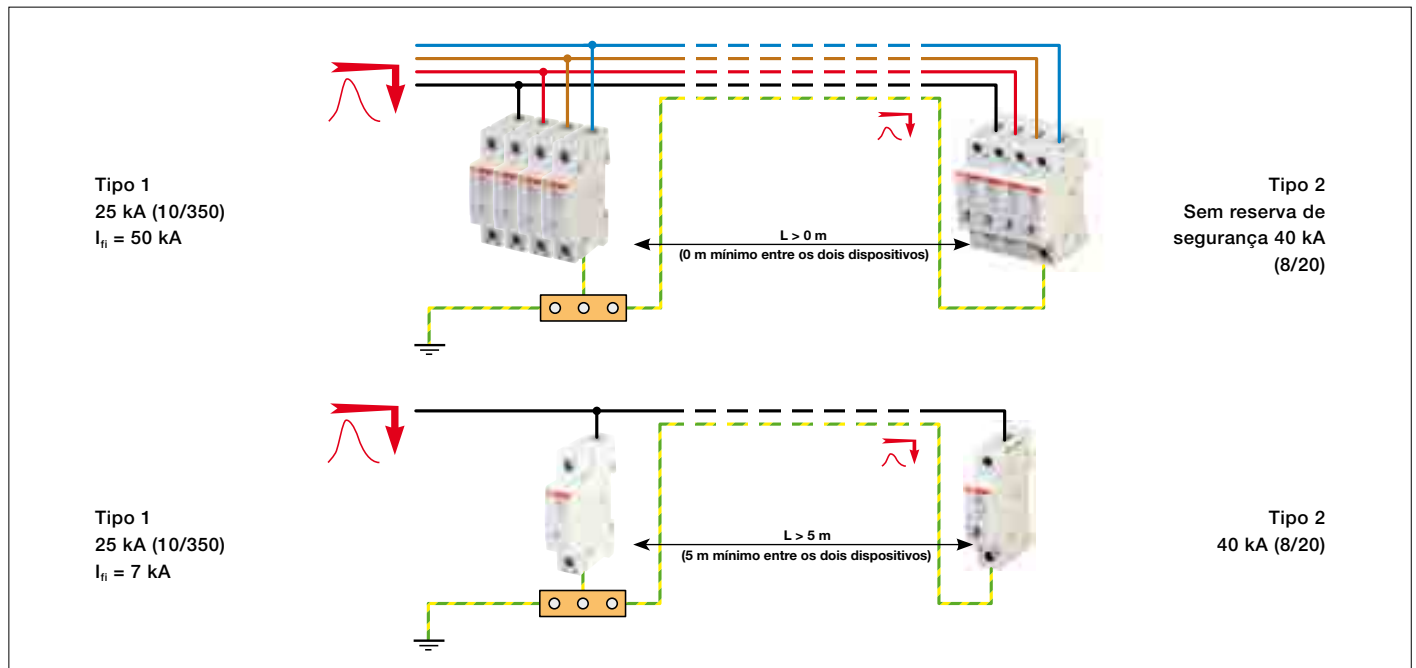 Tipo 1
25 kA (10/350)
Ifi = 50 kA
L > 0 m
(0 m mínimo entre os dois dispositivos)
Tipo 2
Sem reserva de
segurança 40 kA
(8/20)
Tipo 1
25 kA (10/350)
Ifi = 7 kA
L > 5 m
(5 m mínimo entre os dois dispositivos)
Tipo 2
40 kA (8/20)